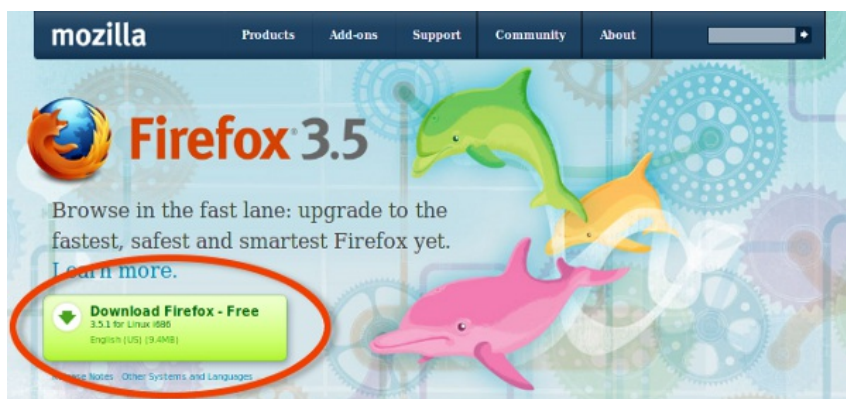 mozilla Products Add-ons Support Community About
Firefox® 3.5
Browse in the fast lane: upgrade to the
fastest, safest and smartest Firefox yet.
Learn more.
Download Firefox - Free
3.5.1 for Linux i686
English (US) (9.4MB)
Release Notes Other Systems and Languages